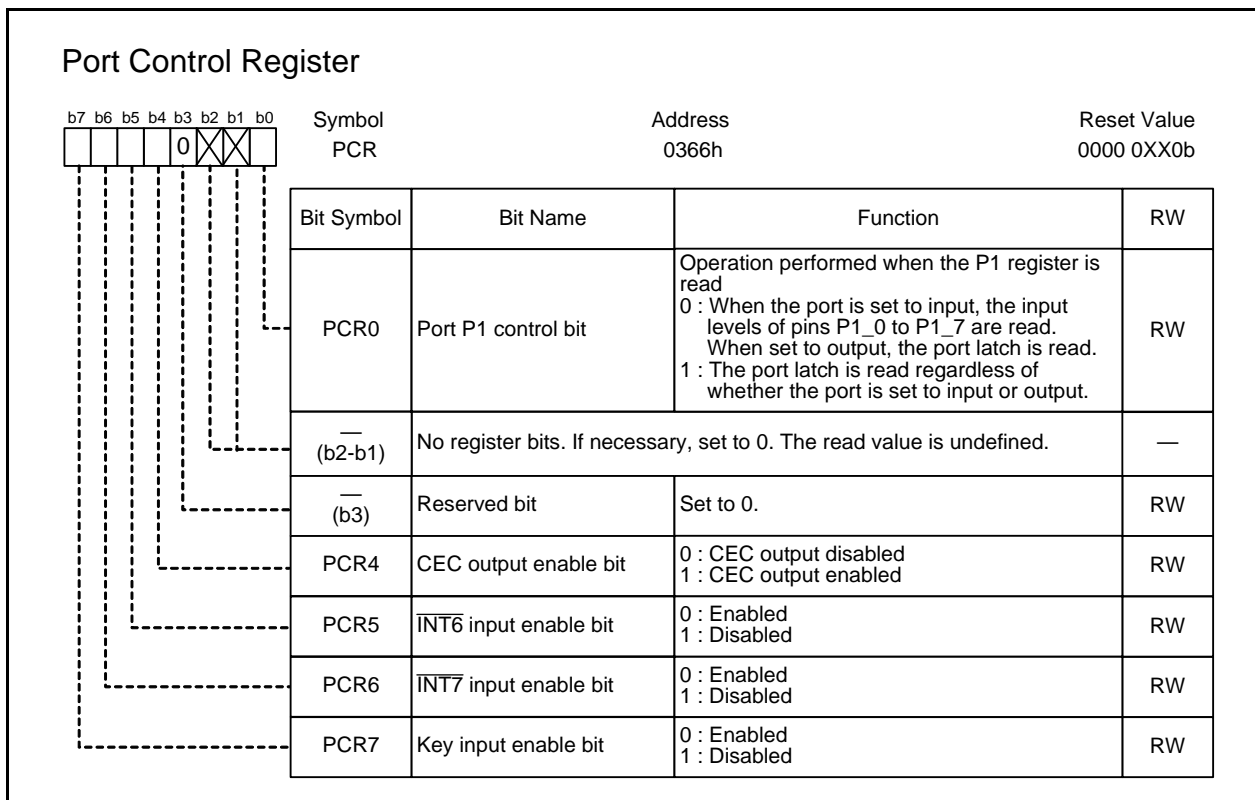 Port Control Register
b7 b6 b5 b4 b3 b2 b1 b0
Symbol
Address
Reset Value
0
PCR
0366h
0000 0XX0b
Bit Symbol
Bit Name
Function
RW
PCR0
Port P1 control bit
Operation performed when the P1 register is
read
0 : When the port is set to input, the input
levels of pins P1_0 to P1_7 are read.
When set to output, the port latch is read.
1 : The port latch is read regardless of
whether the port is set to input or output.
RW
—
(b2-b1)
No register bits. If necessary, set to 0. The read value is undefined.
—
—
(b3)
Reserved bit
Set to 0.
RW
PCR4
CEC output enable bit
0 : CEC output disabled
1 : CEC output enabled
RW
PCR5
INT6 input enable bit
0 : Enabled
1 : Disabled
RW
PCR6
INT7 input enable bit
0 : Enabled
1 : Disabled
RW
PCR7
Key input enable bit
0 : Enabled
1 : Disabled
RW